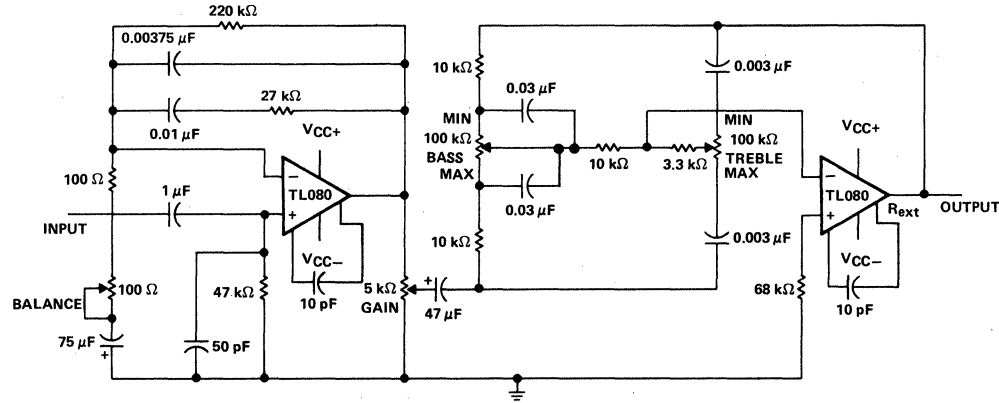 220 kΩ
0.00375 μF
27 kΩ
0.01 μF
VCC+
100 Ω
1 μF
TL080
−
+
INPUT
VCC−
BALANCE
100 Ω
47 kΩ
10 pF
5 kΩ
GAIN
75 μF
+
50 pF
+
47 μF
10 kΩ
0.03 μF
MIN
100 kΩ
BASS
MAX
0.03 μF
10 kΩ
10 kΩ
3.3 kΩ
0.003 μF
MIN
100 kΩ
TREBLE
MAX
0.003 μF
VCC+
−
TL080
+
Rext
OUTPUT
VCC−
68 kΩ
10 pF